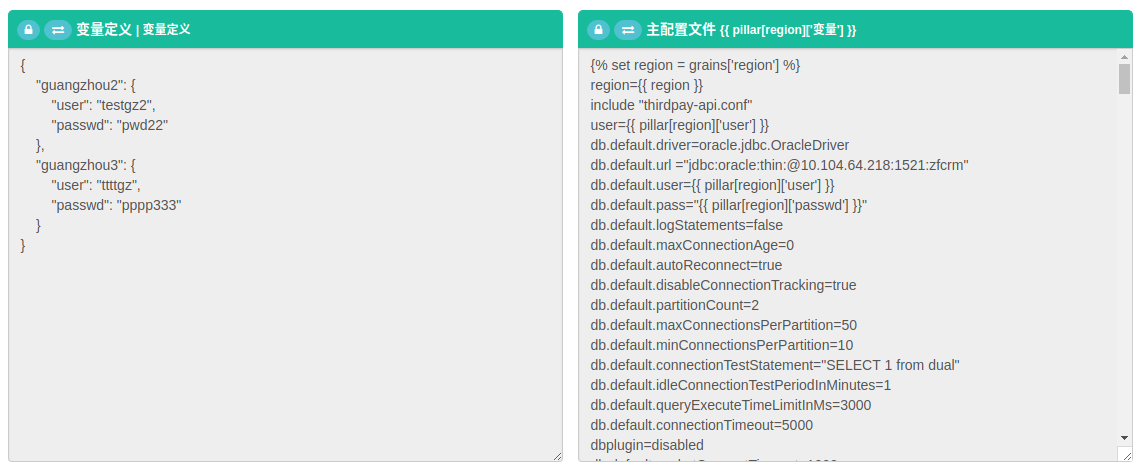 变量定义 | 变量定义
{
"guangzhou2": {
"user": "testgz2",
"passwd": "pwd22"
},
"guangzhou3": {
"user": "ttttgz",
"passwd": "pppp333"
}
}
主配置文件 {{ pillar[region]['变量'] }}
{% set region = grains['region'] %}
region={{ region }}
include "thirdpay-api.conf"
user={{ pillar[region]['user'] }}
db.default.driver=oracle.jdbc.OracleDriver
db.default.url ="jdbc:oracle:thin:@10.104.64.218:1521:zfcrm"
db.default.user={{ pillar[region]['user'] }}
db.default.pass="{{ pillar[region]['passwd'] }}"
db.default.logStatements=false
db.default.maxConnectionAge=0
db.default.autoReconnect=true
db.default.disableConnectionTracking=true
db.default.partitionCount=2
db.default.maxConnectionsPerPartition=50
db.default.minConnectionsPerPartition=10
db.default.connectionTestStatement="SELECT 1 from dual"
db.default.idleConnectionTestPeriodInMinutes=1
db.default.queryExecuteTimeLimitInMs=3000
db.default.connectionTimeout=5000
dbplugin=disabled